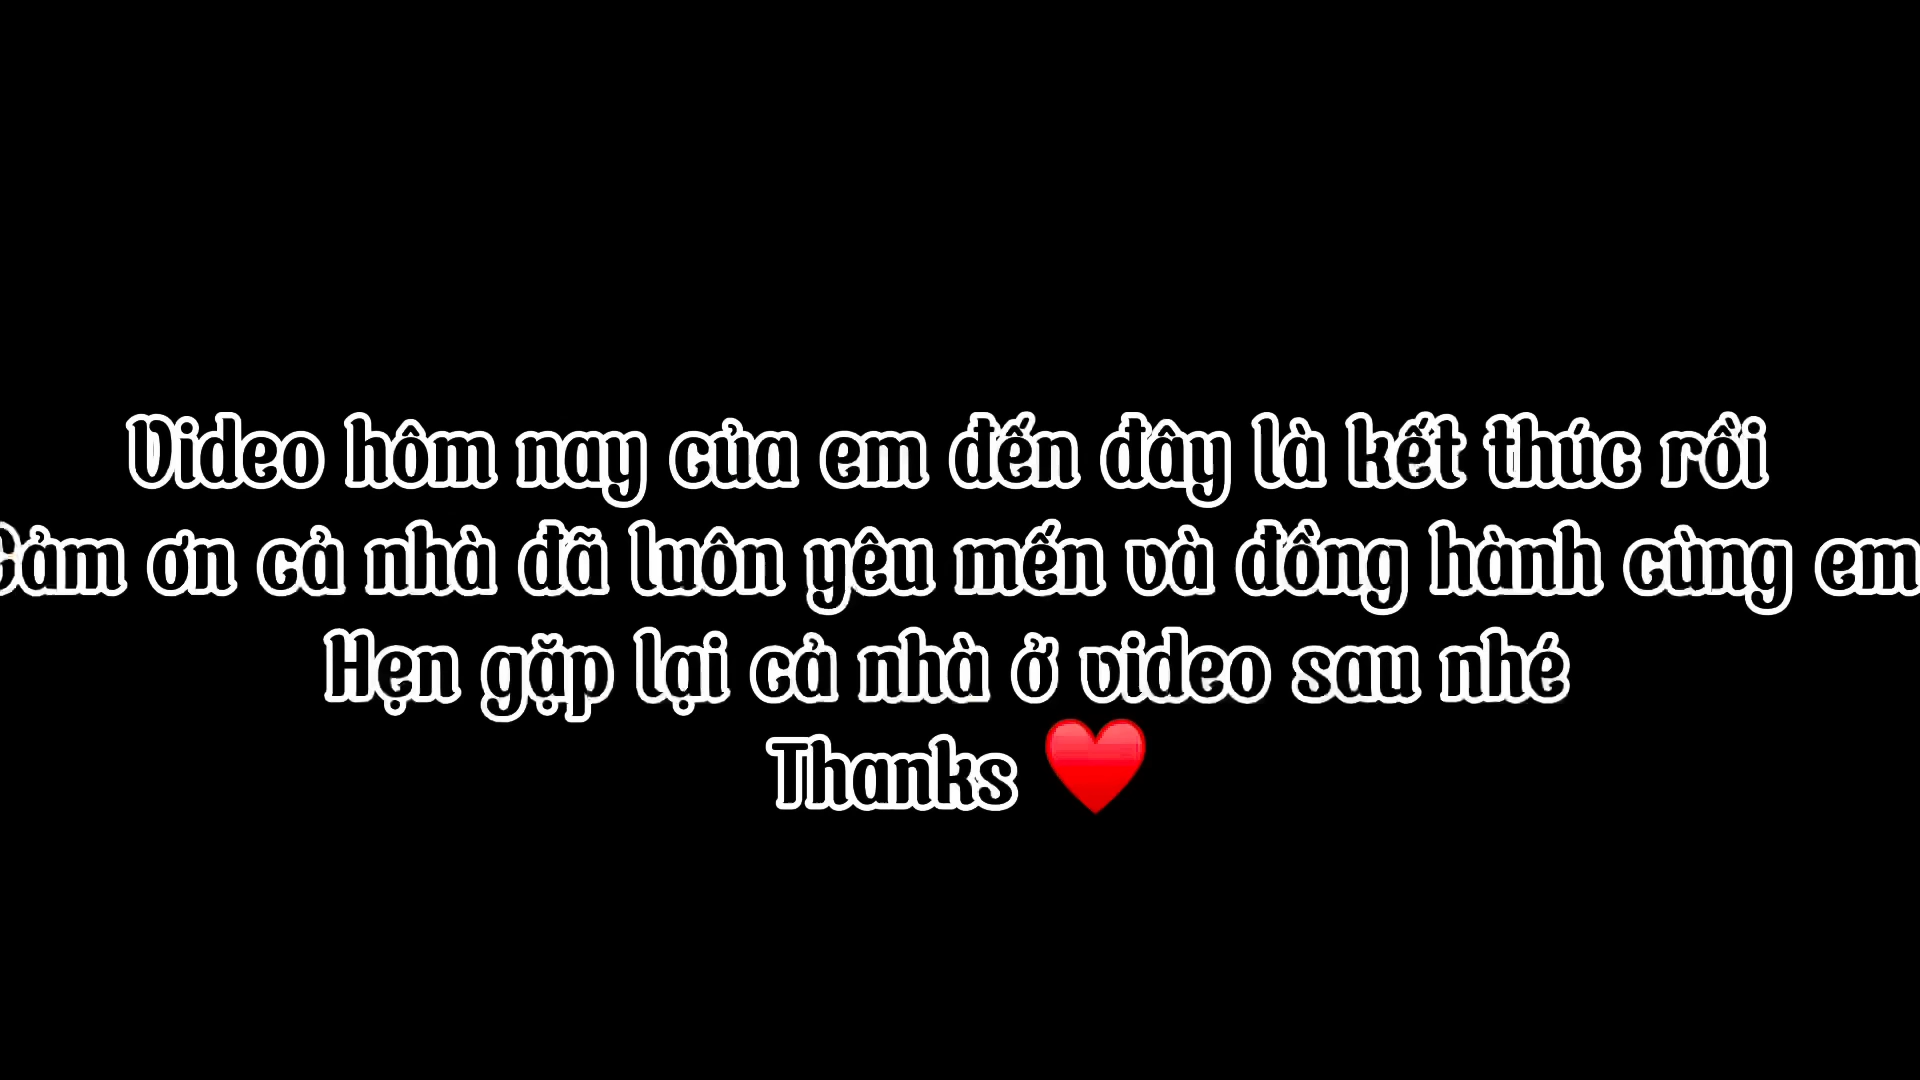 Video hôm nay của em đến đây là kết thúc rồi
Cảm ơn cả nhà đã luôn yêu mến và đồng hành cùng em
Hẹn gặp lại cả nhà ở video sau nhé
Thanks ❤️